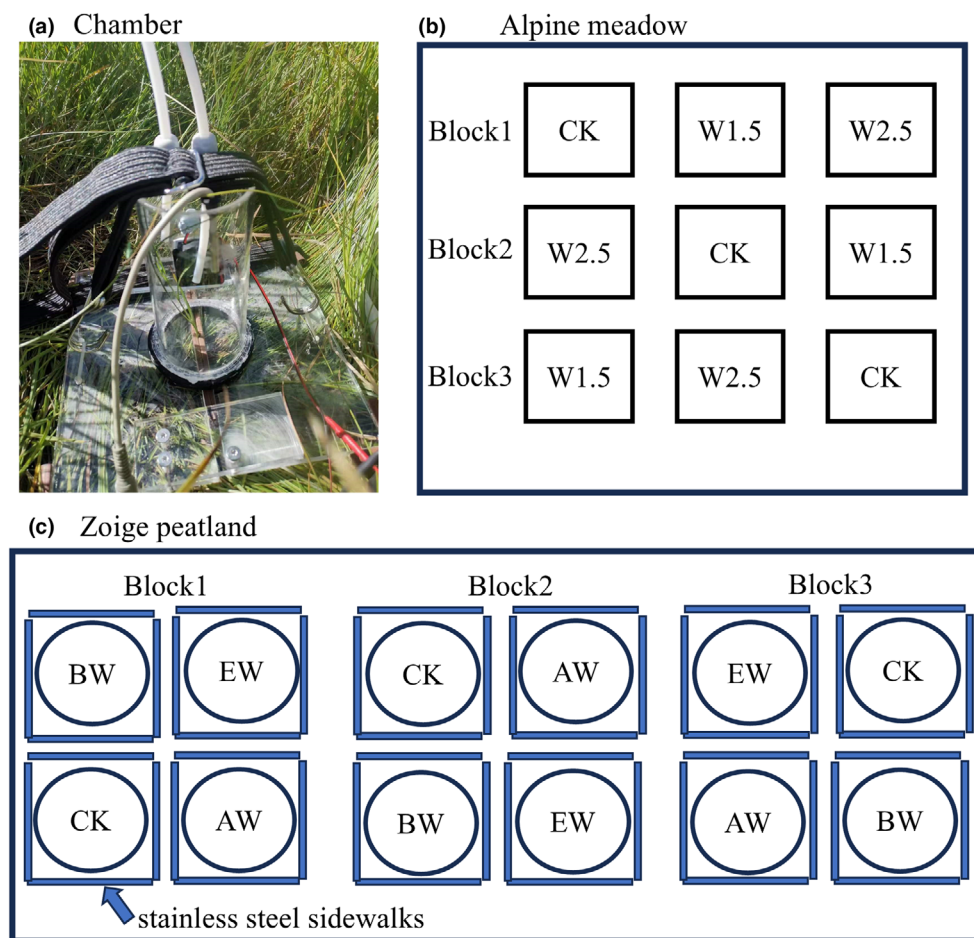 (a) Chamber
(b) Alpine meadow
Block1 CK W1.5 W2.5
Block2 W2.5 CK W1.5
Block3 W1.5 W2.5 CK
(c) Zoige peatland
Block1 Block2 Block3
BW EW CK AW EW CK
CK AW BW EW AW BW
stainless steel sidewalks